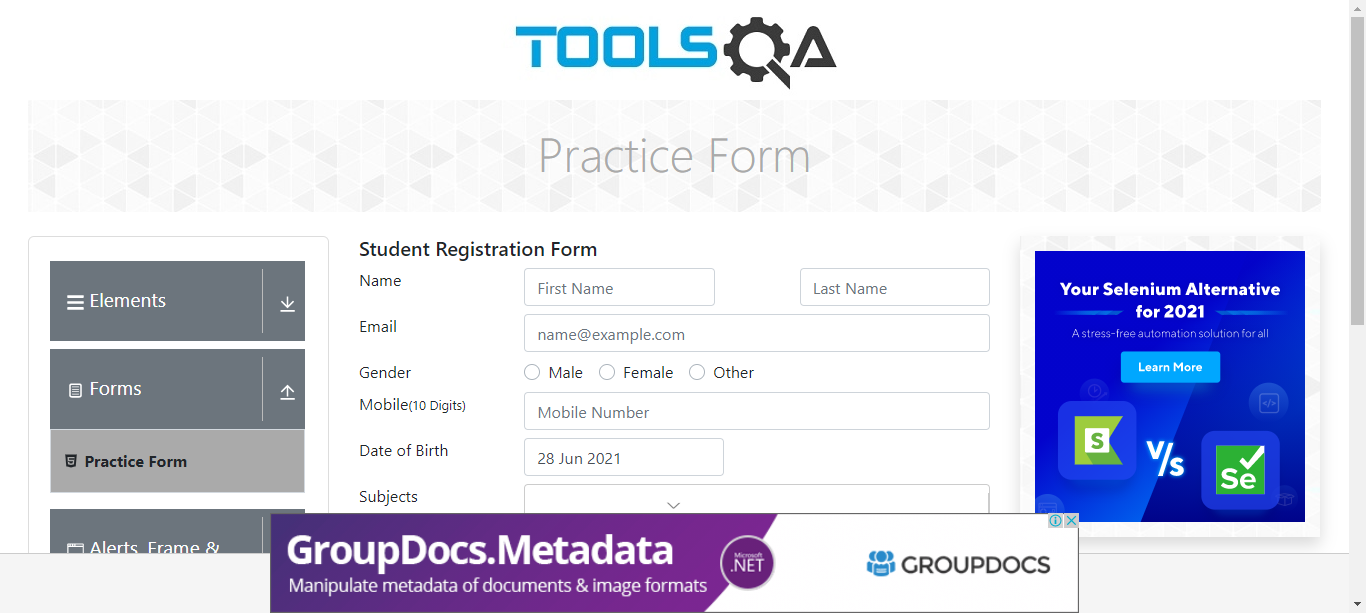 TOOLSQA
Practice Form
Elements
Forms
Practice Form
Alerts, Frame &
Student Registration Form
Name
First Name
Last Name
Email
name@example.com
Gender
Male
Female
Other
Mobile(10 Digits)
Mobile Number
Date of Birth
28 Jun 2021
Subjects
Your Selenium Alternative
for 2021
A stress-free automation solution for all
Learn More
S
V/s
Se
GroupDocs.Metadata
Manipulate metadata of documents & image formats
Microsoft
.NET
GROUPDOCS